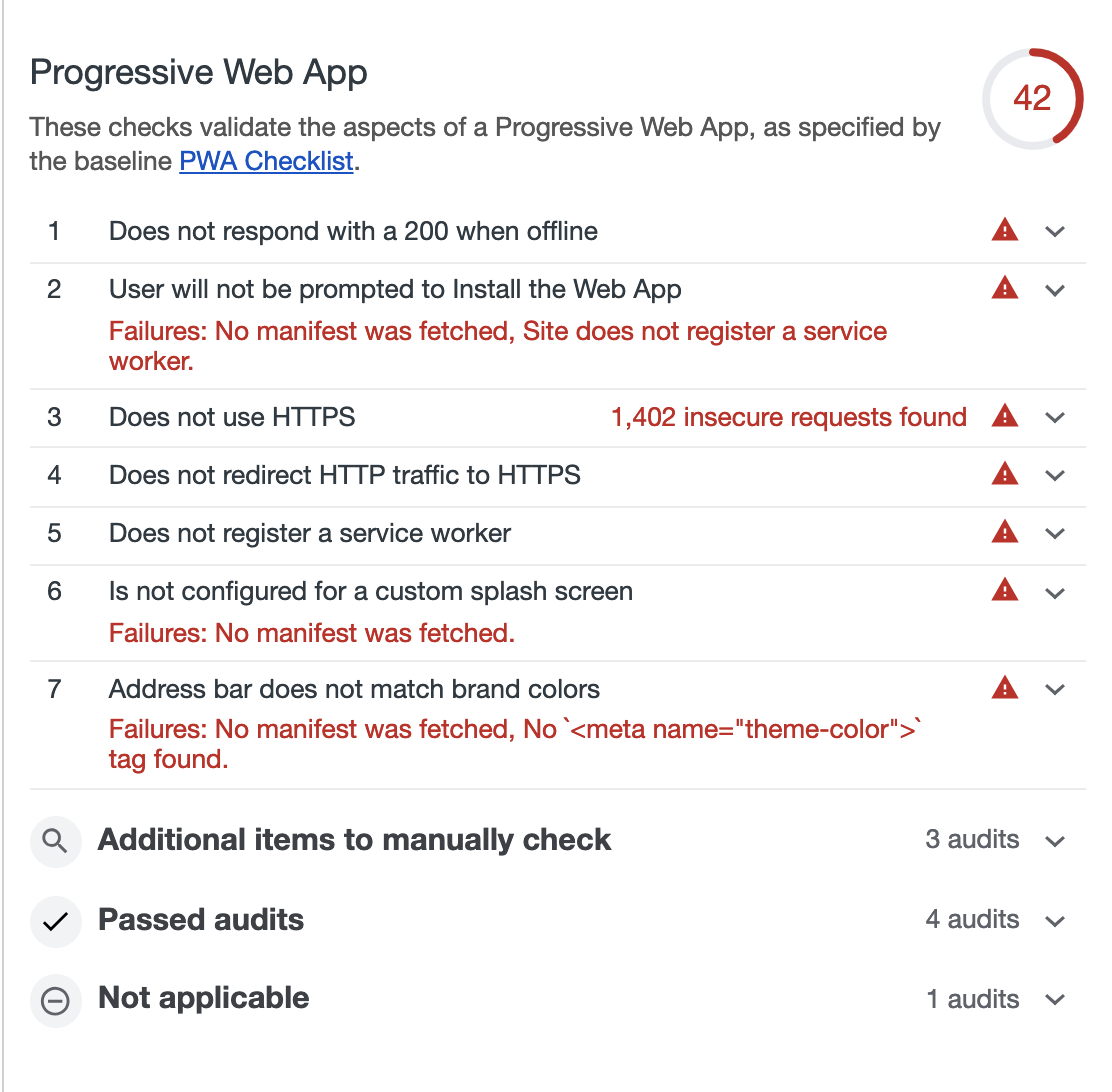 Progressive Web App
42
These checks validate the aspects of a Progressive Web App, as specified by
the baseline PWA Checklist.
1 Does not respond with a 200 when offline
2 User will not be prompted to Install the Web App
Failures: No manifest was fetched, Site does not register a service
worker.
3 Does not use HTTPS 1,402 insecure requests found
4 Does not redirect HTTP traffic to HTTPS
5 Does not register a service worker
6 Is not configured for a custom splash screen
Failures: No manifest was fetched.
7 Address bar does not match brand colors
Failures: No manifest was fetched, No `<meta name="theme-color">`
tag found.
Additional items to manually check 3 audits
Passed audits 4 audits
Not applicable 1 audits